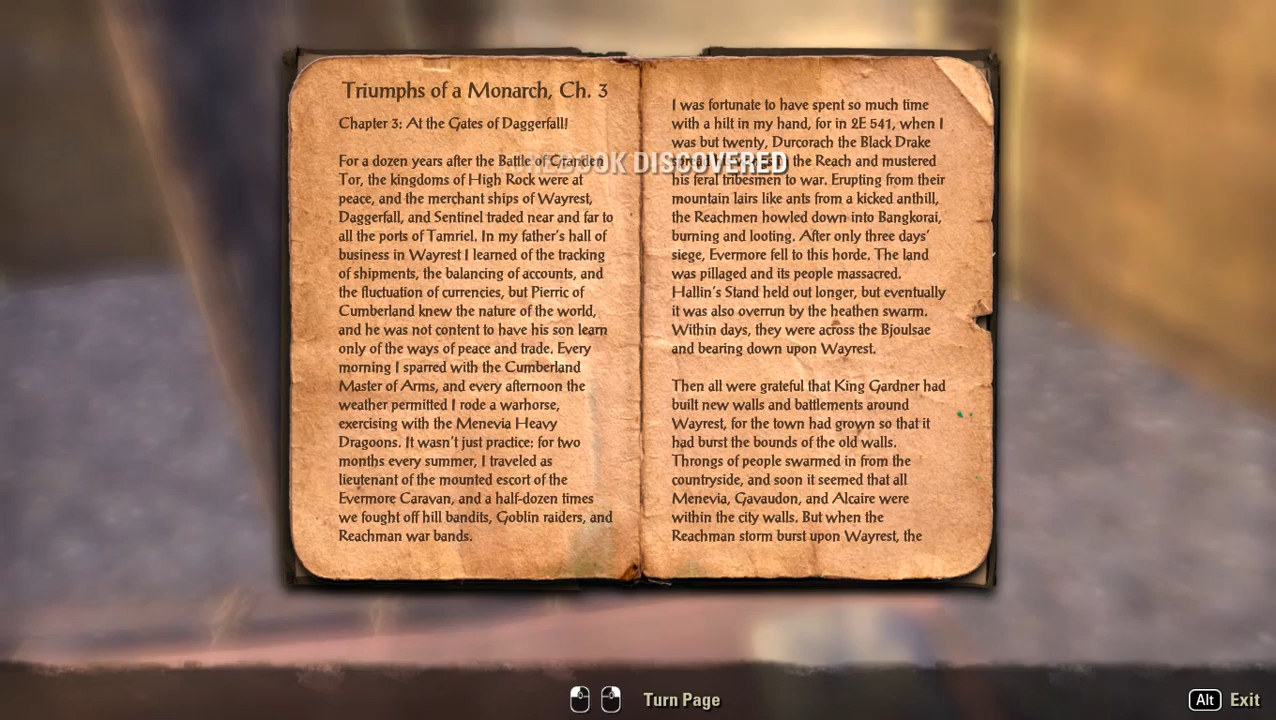 Triumphs of a Monarch, Ch. 3
Chapter 3: At the Gates of Daggerfall!
For a dozen years after the Battle of Granden
Tor, the kingdoms of High Rock were at
peace, and the merchant ships of Wayrest,
Daggerfall, and Sentinel traded near and far to
all the ports of Tamriel. In my father's hall of
business in Wayrest I learned of the tracking
of shipments, the balancing of accounts, and
the fluctuation of currencies, but Pierric of
Cumberland knew the nature of the world,
and he was not content to have his son learn
only of the ways of peace and trade. Every
morning I sparred with the Cumberland
Master of Arms, and every afternoon the
weather permitted I rode a warhorse,
exercising with the Menevia Heavy
Dragoons. It wasn't just practice: for two
months every summer, I traveled as
lieutenant of the mounted escort of the
Evermore Caravan, and a half-dozen times
we fought off hill bandits, Goblin raiders, and
Reachman war bands.
I was fortunate to have spent so much time
with a hilt in my hand, for in 2E 541, when I
was but twenty, Durcorach the Black Drake
the Reach and mustered
his feral tribesmen to war. Erupting from their
mountain lairs like ants from a kicked anthill,
the Reachmen howled down into Bangkorai,
burning and looting. After only three days'
siege, Evermore fell to this horde. The land
was pillaged and its people massacred.
Hallin's Stand held out longer, but eventually
it was also overrun by the heathen swarm.
Within days, they were across the Bjoulsae
and bearing down upon Wayrest.
Then all were grateful that King Gardner had
built new walls and battlements around
Wayrest, for the town had grown so that it
had burst the bounds of the old walls.
Throngs of people swarmed in from the
countryside, and soon it seemed that all
Menevia, Gavaudon, and Alcaire were
within the city walls. But when the
Reachman storm burst upon Wayrest, the
BOOK DISCOVERED
Turn Page
Alt Exit